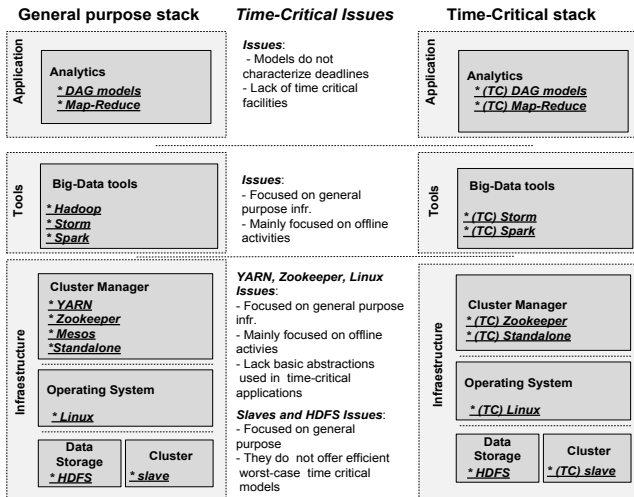 General purpose stack
Time-Critical Issues
Time-Critical stack
Application
Analytics
* DAG models
* Map-Reduce
Issues:
- Models do not
characterize deadlines
- Lack of time critical
facilities
Application
Analytics
* (TC) DAG models
* (TC) Map-Reduce
Tools
Big-Data tools
* Hadoop
* Storm
* Spark
Issues:
- Focused on general
purpose infr.
- Mainly focused on offline
activities
Tools
Big-Data tools
* (TC) Storm
* (TC) Spark
Infraestructure
Cluster Manager
* YARN
* Zookeeper
* Mesos
*Standalone
Operating System
* Linux
Data
Storage
* HDFS
Cluster
* slave
YARN, Zookeeper, Linux
Issues:
- Focused on general purpose
infr.
- Mainly focused on offline
activies
- Lack basic abstractions
used in time-critical
applications
Slaves and HDFS Issues:
- Focused on general
purpose
- They do not offer efficient
worst-case time critical
models
Infraestructure
Cluster Manager
* (TC) Zookeeper
* (TC) Standalone
Operating System
* (TC) Linux
Data
Storage
* HDFS
Cluster
* (TC) slave